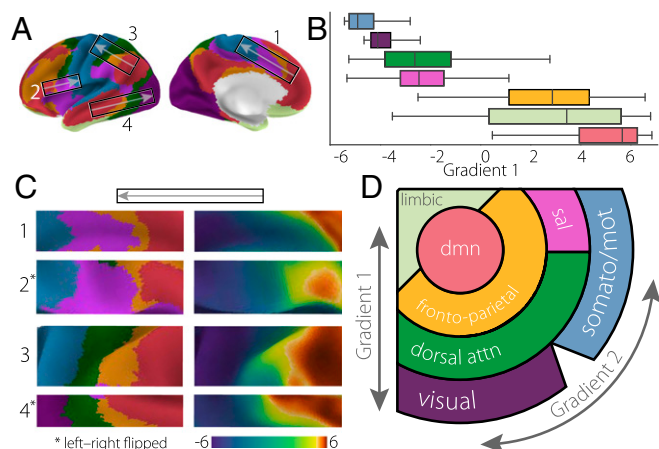 A
3
1
2
4
B
-6 -4 -2 0 2 4 6
Gradient 1
C
1
2*
3
4*
* left–right flipped
-6 6
D
limbic
sal
somato/mot
dmn
fronto-parietal
dorsal attn
visual
Gradient 1
Gradient 2